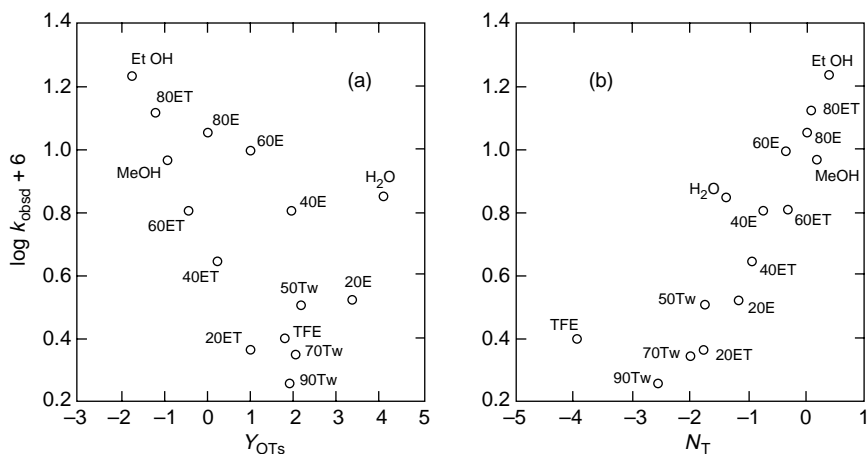 1.4
1.2
1.0
0.8
0.6
0.4
0.2
log kobsd + 6
−3 −2 −1 0 1 2 3 4 5
YOTs
(a)
Et OH
80ET
80E
60E
MeOH
H2O
60ET
40E
40ET
50Tw
20E
20ET
TFE
70Tw
90Tw
1.4
1.2
1.0
0.8
0.6
0.4
0.2
−5 −4 −3 −2 −1 0 1
NT
(b)
Et OH
80ET
60E
80E
MeOH
H2O
40E
60ET
40ET
50Tw
20E
TFE
70Tw
20ET
90Tw